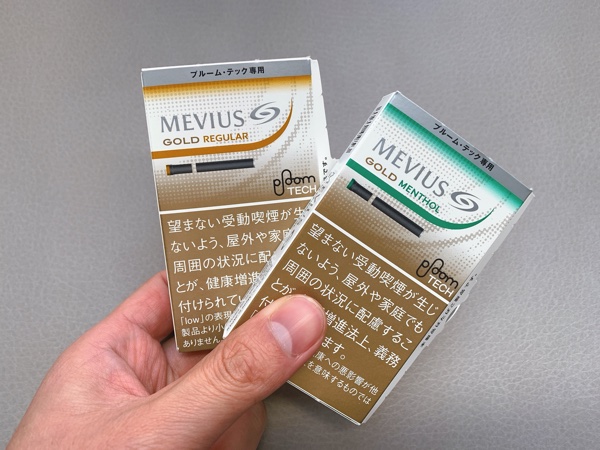 ブルーム・テック専用
MEVIUS
GOLD REGULAR
Ploom
TECH
望まない受動喫煙が生
ないよう、屋外や家庭
周囲の状況に配
とが、健康増進
付けられてい
「low」の表現
製品より小
ありません
プルーム・テック専用
MEVIUS
GOLD MENTHOL
Ploom
TECH
望まない受動喫煙が生じ
ないよう、屋外や家庭でも
周囲の状況に配慮するこ
とが、
増進法上、義務
付
ます。
康への悪影響が他
を意味するものでは